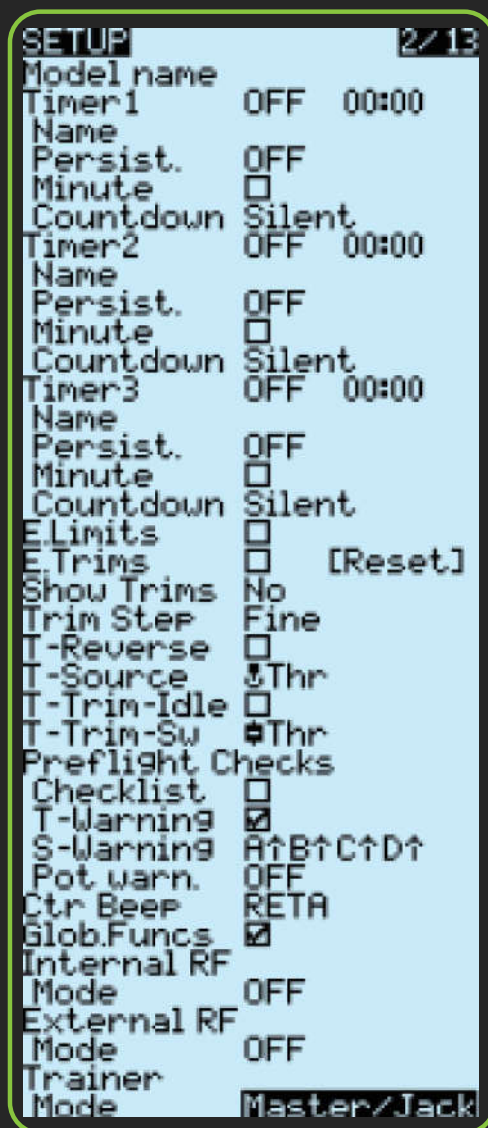 SETUP 2/13
Model name
Timer1 OFF 00:00
Name
Persist. OFF
Minute
Countdown Silent
Timer2 OFF 00:00
Name
Persist. OFF
Minute
Countdown Silent
Timer3 OFF 00:00
Name
Persist. OFF
Minute
Countdown Silent
E.Limits
E.Trims [Reset]
Show Trims No
Trim Step Fine
T-Reverse
T-Source Thr
T-Trim-Idle
T-Trim-Sw Thr
Preflight Checks
Checklist
T-Warning
S-Warning A↑B↑C↑D↑
Pot warn. OFF
Ctr Beep RETA
Glob.Funcs
Internal RF
Mode OFF
External RF
Mode OFF
Trainer
Mode Master/Jack